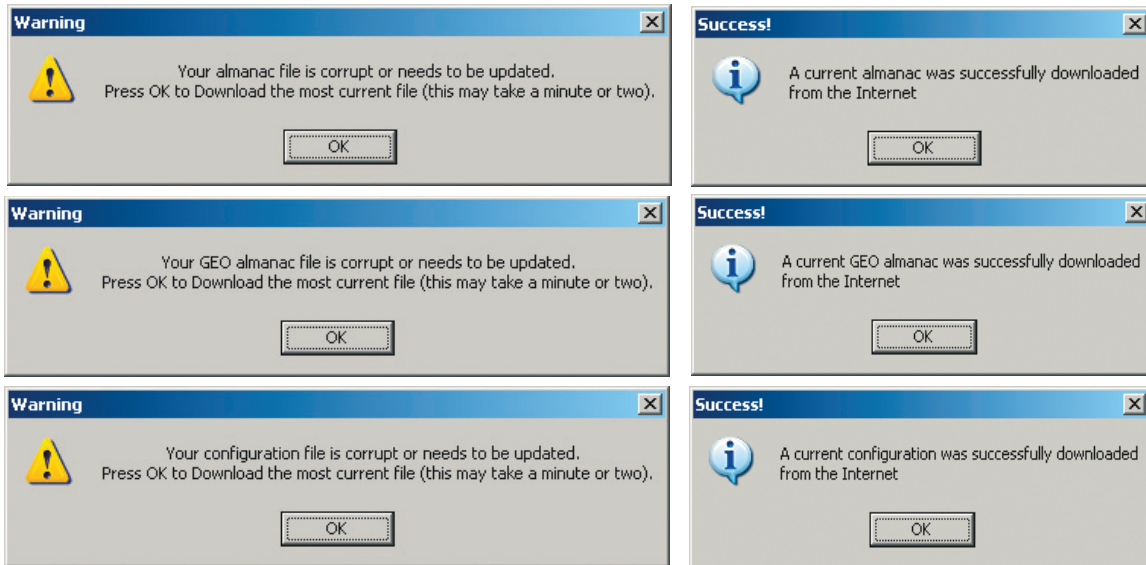 Warning
Your almanac file is corrupt or needs to be updated.
Press OK to Download the most current file (this may take a minute or two).
OK
Success!
A current almanac was successfully downloaded
from the Internet
OK
Warning
Your GEO almanac file is corrupt or needs to be updated.
Press OK to Download the most current file (this may take a minute or two).
OK
Success!
A current GEO almanac was successfully downloaded
from the Internet
OK
Warning
Your configuration file is corrupt or needs to be updated.
Press OK to Download the most current file (this may take a minute or two).
OK
Success!
A current configuration was successfully downloaded
from the Internet
OK